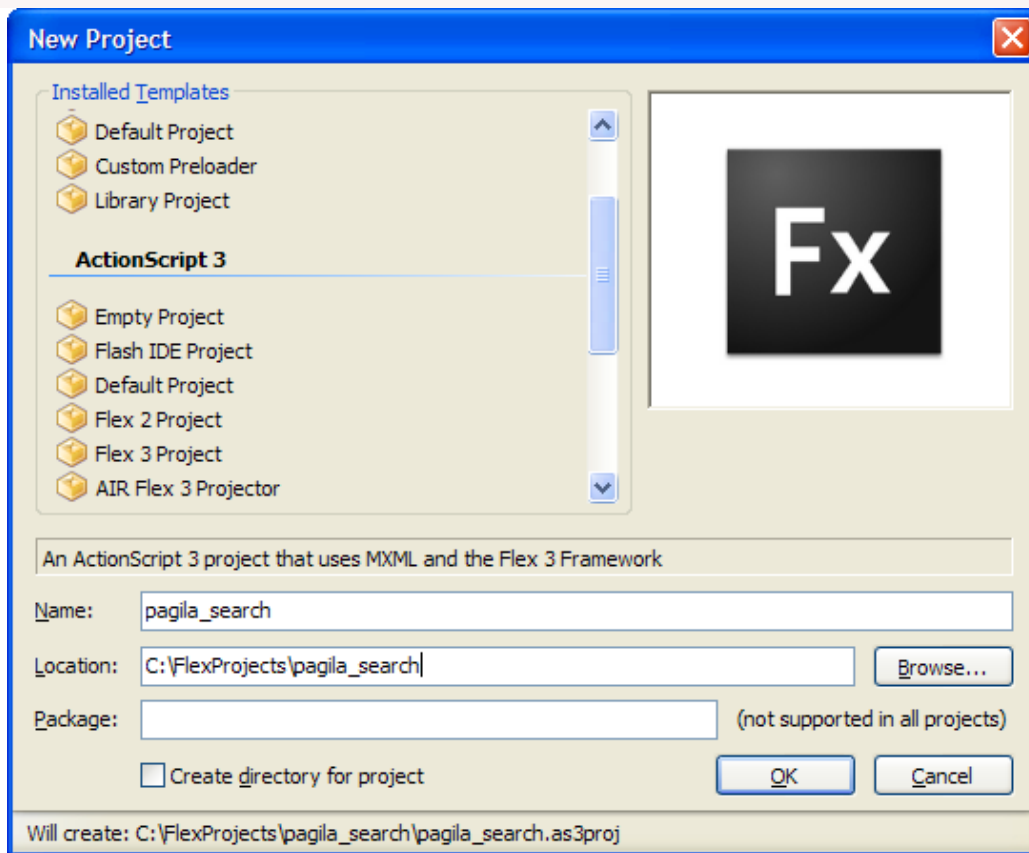 New Project
Installed Templates
Default Project
Custom Preloader
Library Project
ActionScript 3
Empty Project
Flash IDE Project
Default Project
Flex 2 Project
Flex 3 Project
AIR Flex 3 Projector
Fx
An ActionScript 3 project that uses MXML and the Flex 3 Framework
Name: pagila_search
Location: C:\FlexProjects\pagila_search Browse...
Package: (not supported in all projects)
Create directory for project OK Cancel
Will create: C:\FlexProjects\pagila_search\pagila_search.as3proj